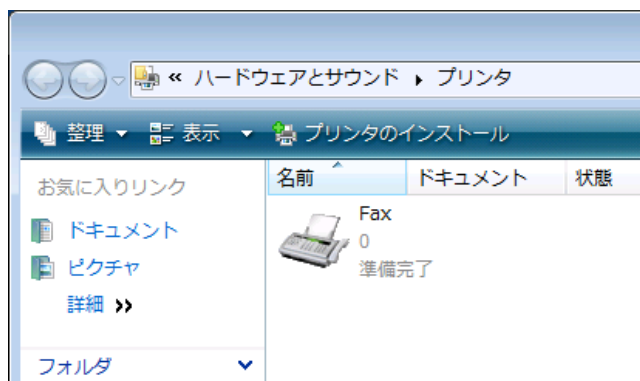 « ハードウェアとサウンド ▸ プリンタ
整理 表示 プリンタのインストール
お気に入りリンク
ドキュメント
ピクチャ
詳細 »
フォルダ
名前 ドキュメント 状態
Fax
0
準備完了